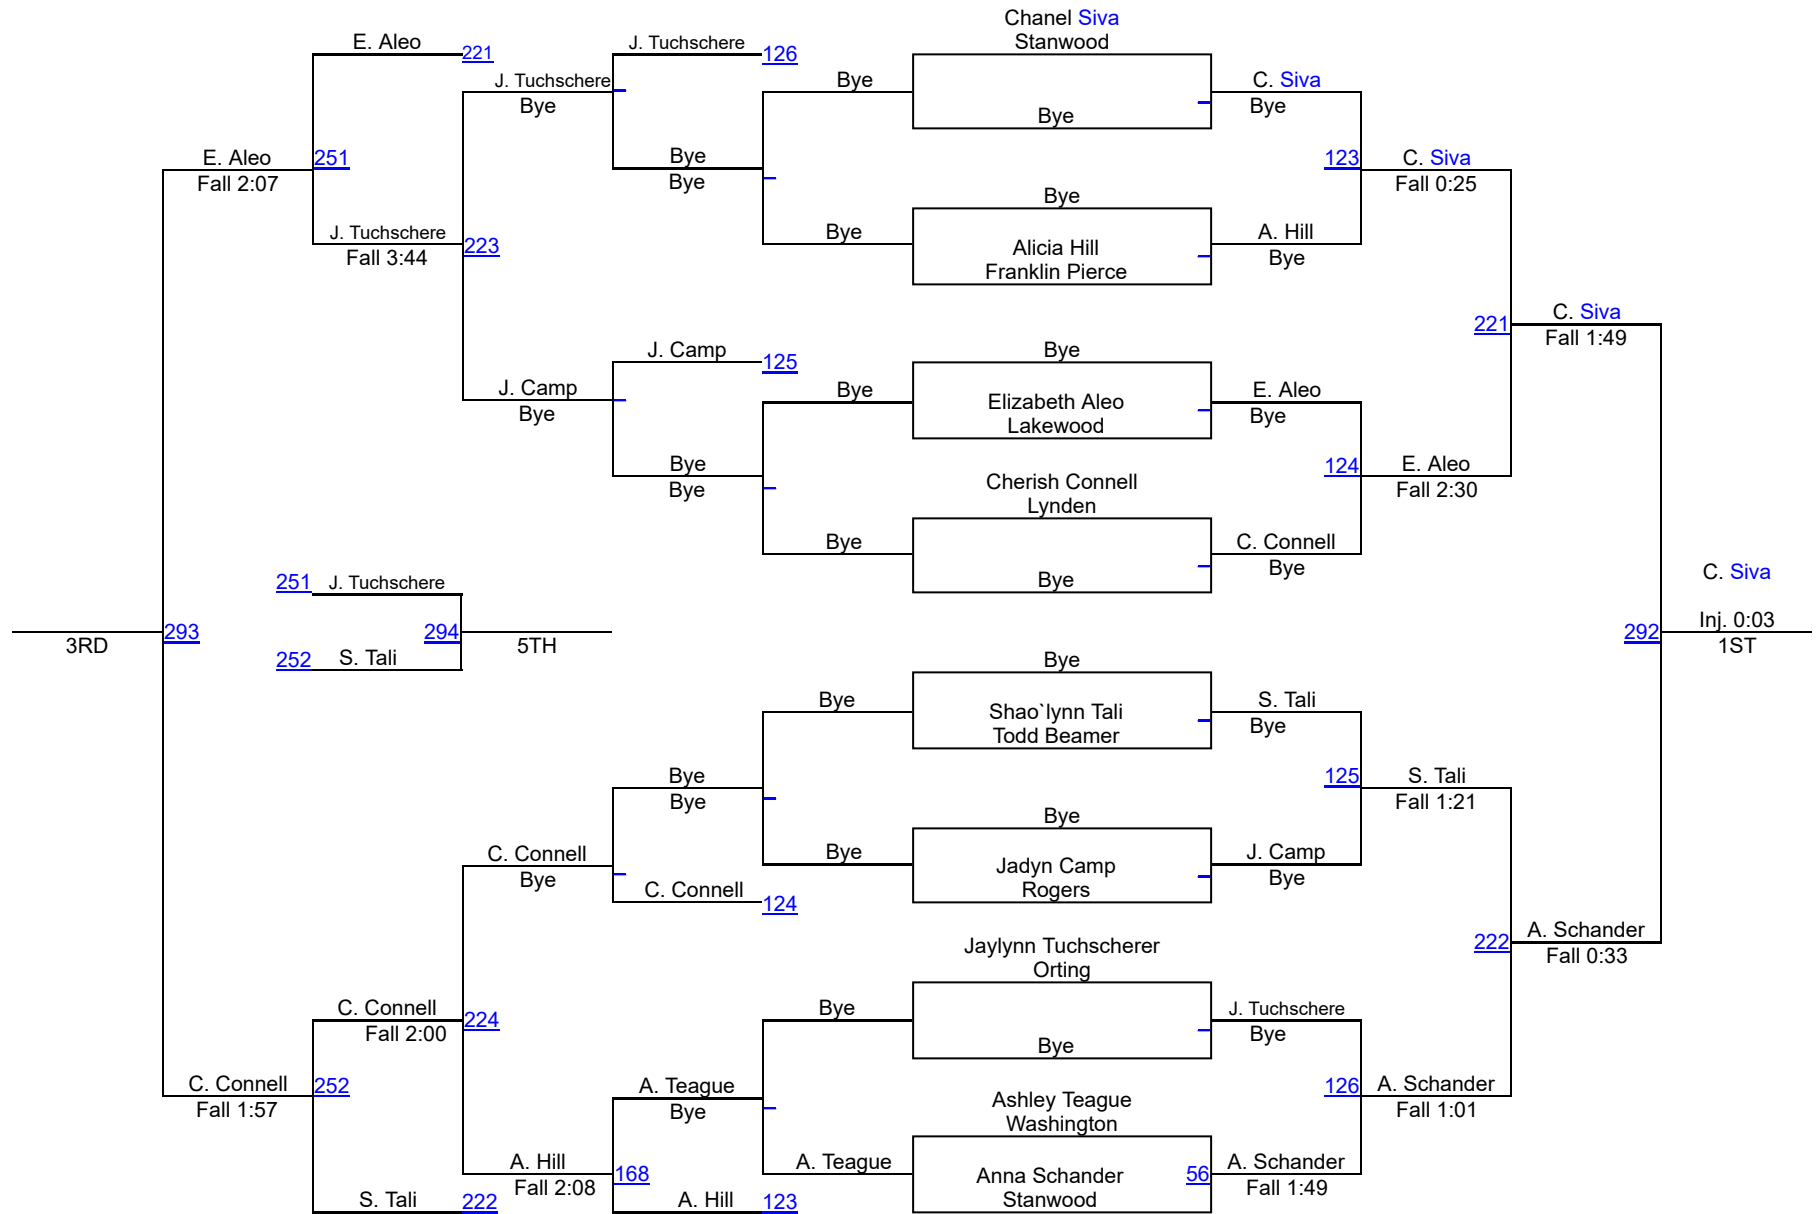 Chanel Siva
Stanwood
E. Aleo
221
J. Tuchschere
126
J. Tuchschere
Bye
Bye
Bye
C. Siva
Bye
E. Aleo
Fall 2:07
251
Bye
Bye
123
C. Siva
Fall 0:25
Bye
J. Tuchschere
Fall 3:44
223
Bye
Alicia Hill
Franklin Pierce
A. Hill
Bye
221
C. Siva
Fall 1:49
J. Camp
125
Bye
J. Camp
Bye
Bye
Elizabeth Aleo
Lakewood
E. Aleo
Bye
Bye
Bye
124
E. Aleo
Fall 2:30
Cherish Connell
Lynden
Bye
Bye
C. Connell
Bye
251
J. Tuchschere
C. Siva
3RD
293
294
5TH
292
Inj. 0:03
1ST
252
S. Tali
Bye
Bye
Shao`lynn Tali
Todd Beamer
S. Tali
Bye
Bye
Bye
125
S. Tali
Fall 1:21
Bye
C. Connell
Bye
Bye
Jadyn Camp
Rogers
J. Camp
Bye
C. Connell
124
222
A. Schander
Fall 0:33
Jaylynn Tuchscherer
Orting
C. Connell
Fall 2:00
224
Bye
Bye
J. Tuchschere
Bye
C. Connell
Fall 1:57
252
A. Teague
Bye
126
A. Schander
Fall 1:01
Ashley Teague
Washington
A. Hill
Fall 2:08
168
A. Teague
Anna Schander
Stanwood
56
A. Schander
Fall 1:49
S. Tali
222
A. Hill
123